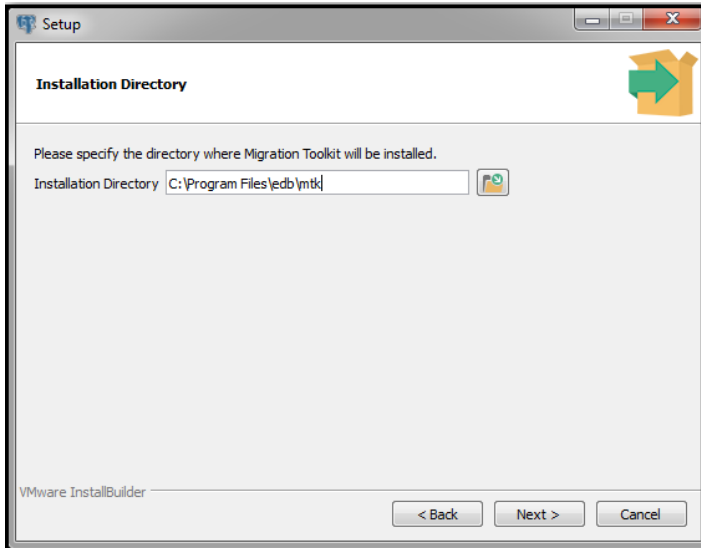 Setup
Installation Directory
Please specify the directory where Migration Toolkit will be installed.
Installation Directory C:\Program Files\edb\mtk
VMware InstallBuilder
< Back Next > Cancel